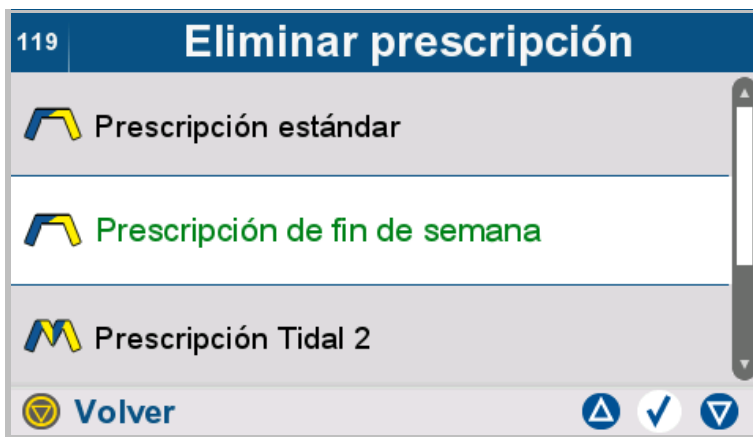 119
Eliminar prescripción
Prescripción estándar
Prescripción de fin de semana
Prescripción Tidal 2
Volver